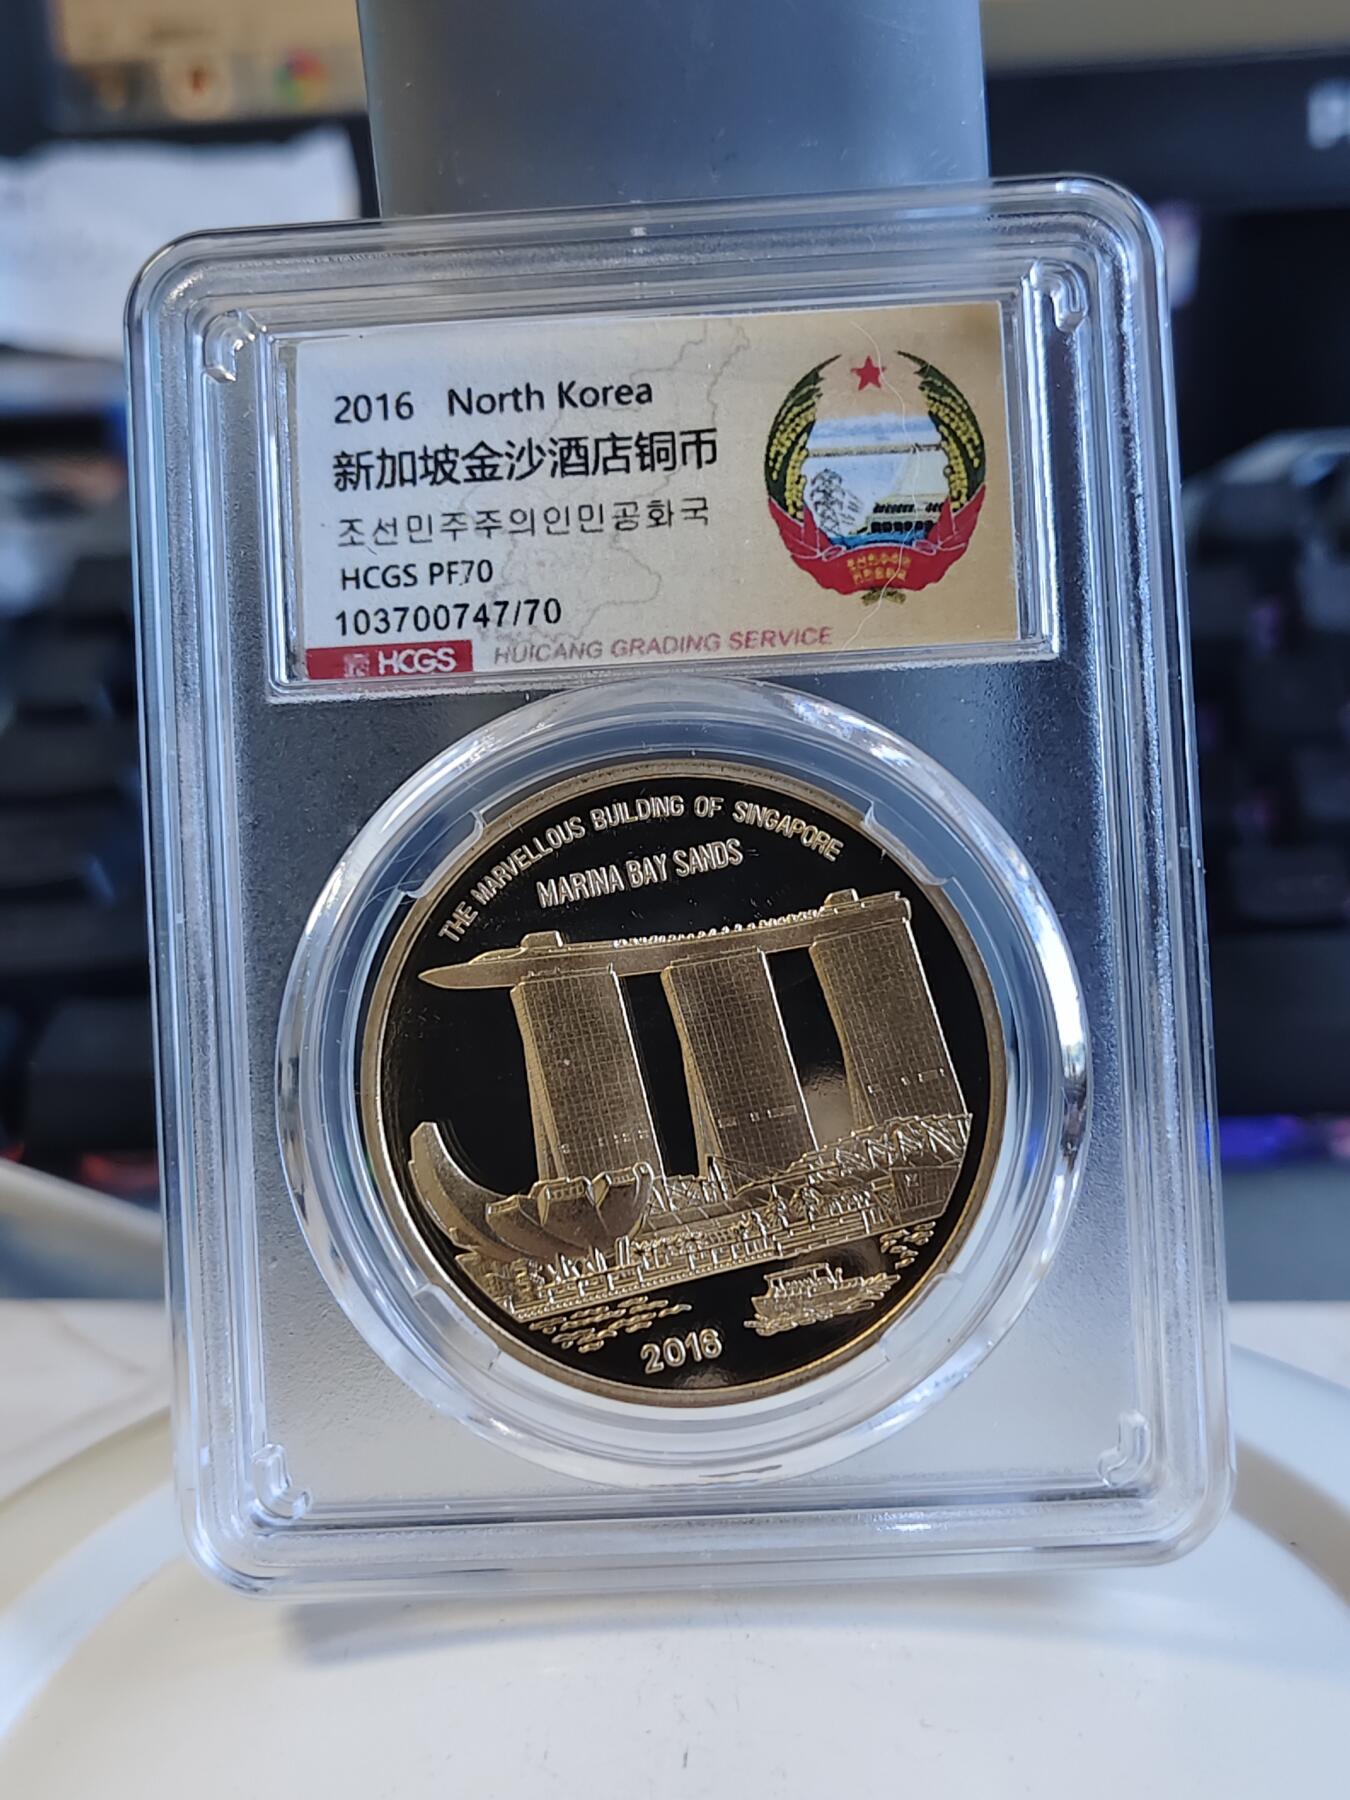 2016 North Korea
新加坡金沙酒店铜币
조선민주주의인민공화국
HCGS PF70
103700747/70
HCGS HUICANG GRADING SERVICE
THE MARVELLOUS BUILDING OF SINGAPORE
MARINA BAY SANDS
2016